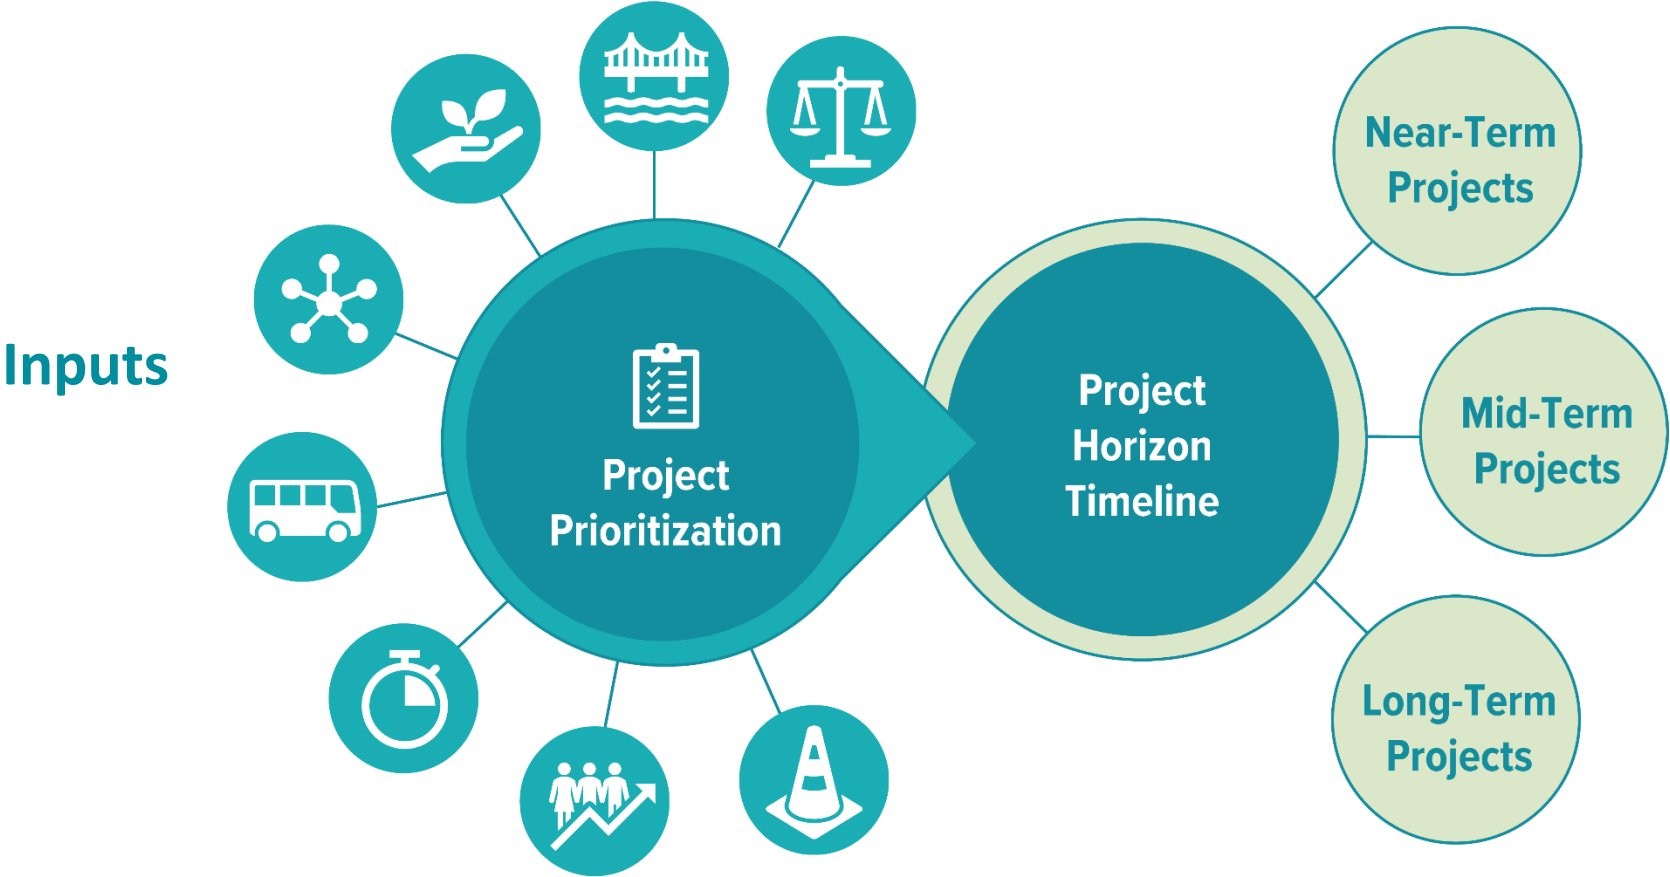 Inputs
Project
Prioritization
Project
Horizon
Timeline
Near-Term
Projects
Mid-Term
Projects
Long-Term
Projects